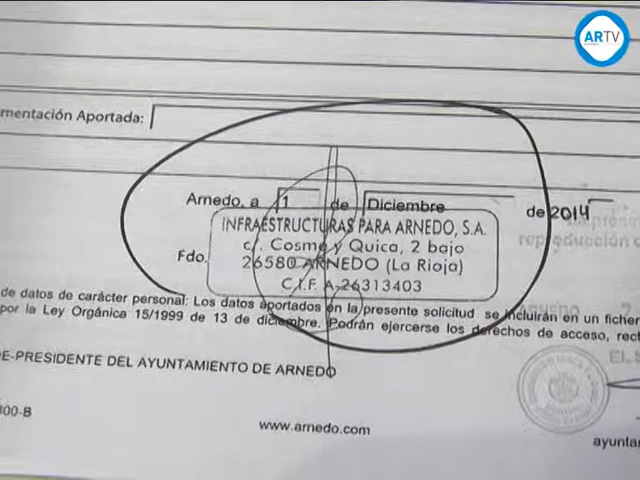 ARTV
mentación Aportada:
Arnedo, a 1 de Diciembre de 2014
INFRAESTRUCTURAS PARA ARNEDO, S.A.
c/. Cosme y Quica, 2 bajo
Fdo.
26580 ARNEDO (La Rioja)
C.I.F. A-26313403
de datos de carácter personal: Los datos aportados en la presente solicitud se incluirán en un ficher
por la Ley Orgánica 15/1999 de 13 de diciembre. Podrán ejercerse los derechos de acceso, rect
E-PRESIDENTE DEL AYUNTAMIENTO DE ARNEDO
300-B
www.arnedo.com
ayuntar